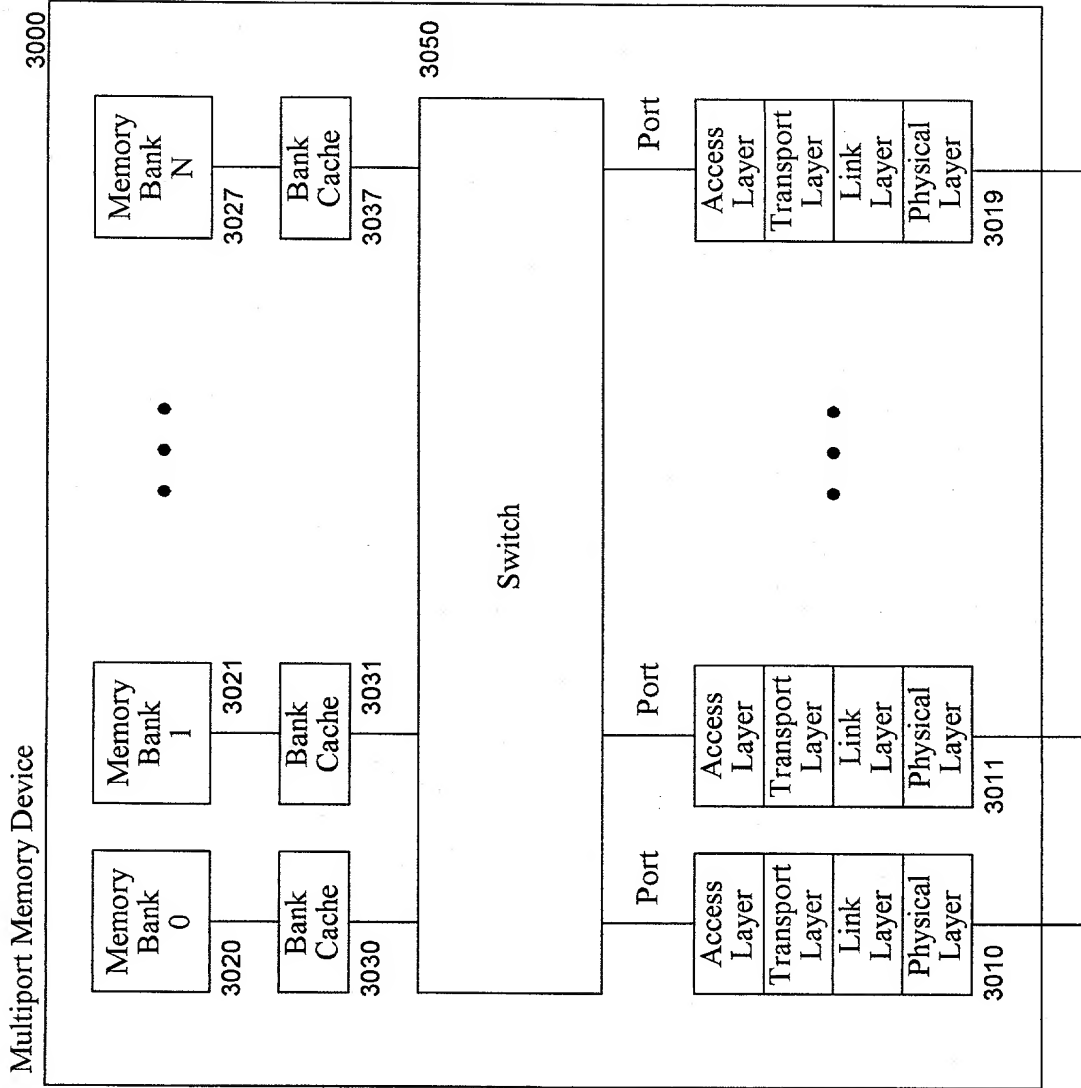 Multiport Memory Device
3000
Memory
Bank
0
3020
Memory
Bank
1
3021
Memory
Bank
N
3027
Bank
Cache
3030
Bank
Cache
3031
Bank
Cache
3037
3050
Switch
Port
Port
Port
Access
Layer
Transport
Layer
Link
Layer
Physical
Layer
3010
Access
Layer
Transport
Layer
Link
Layer
Physical
Layer
3011
Access
Layer
Transport
Layer
Link
Layer
Physical
Layer
3019